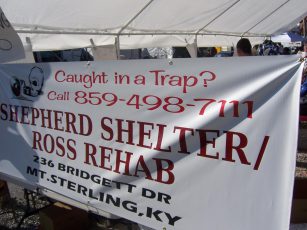 Caught in a Trap?
Call 859-498-7111
SHEPHERD SHELTER/
ROSS REHAB
236 BRIDGETT DR
MT.STERLING,KY